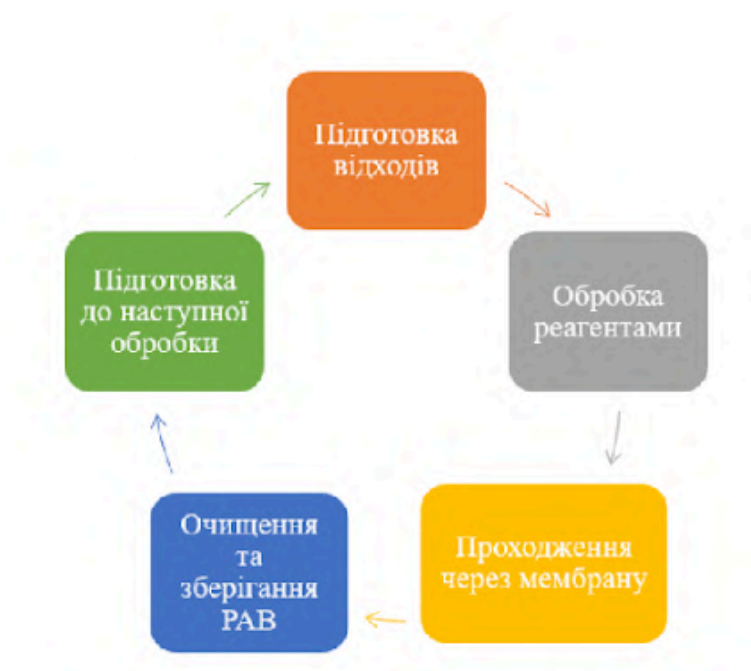 Підготовка
відходів
Обробка
реагентами
Проходження
через мембрану
Очищення
та
зберігання
РАВ
Підготовка
до наступної
обробки